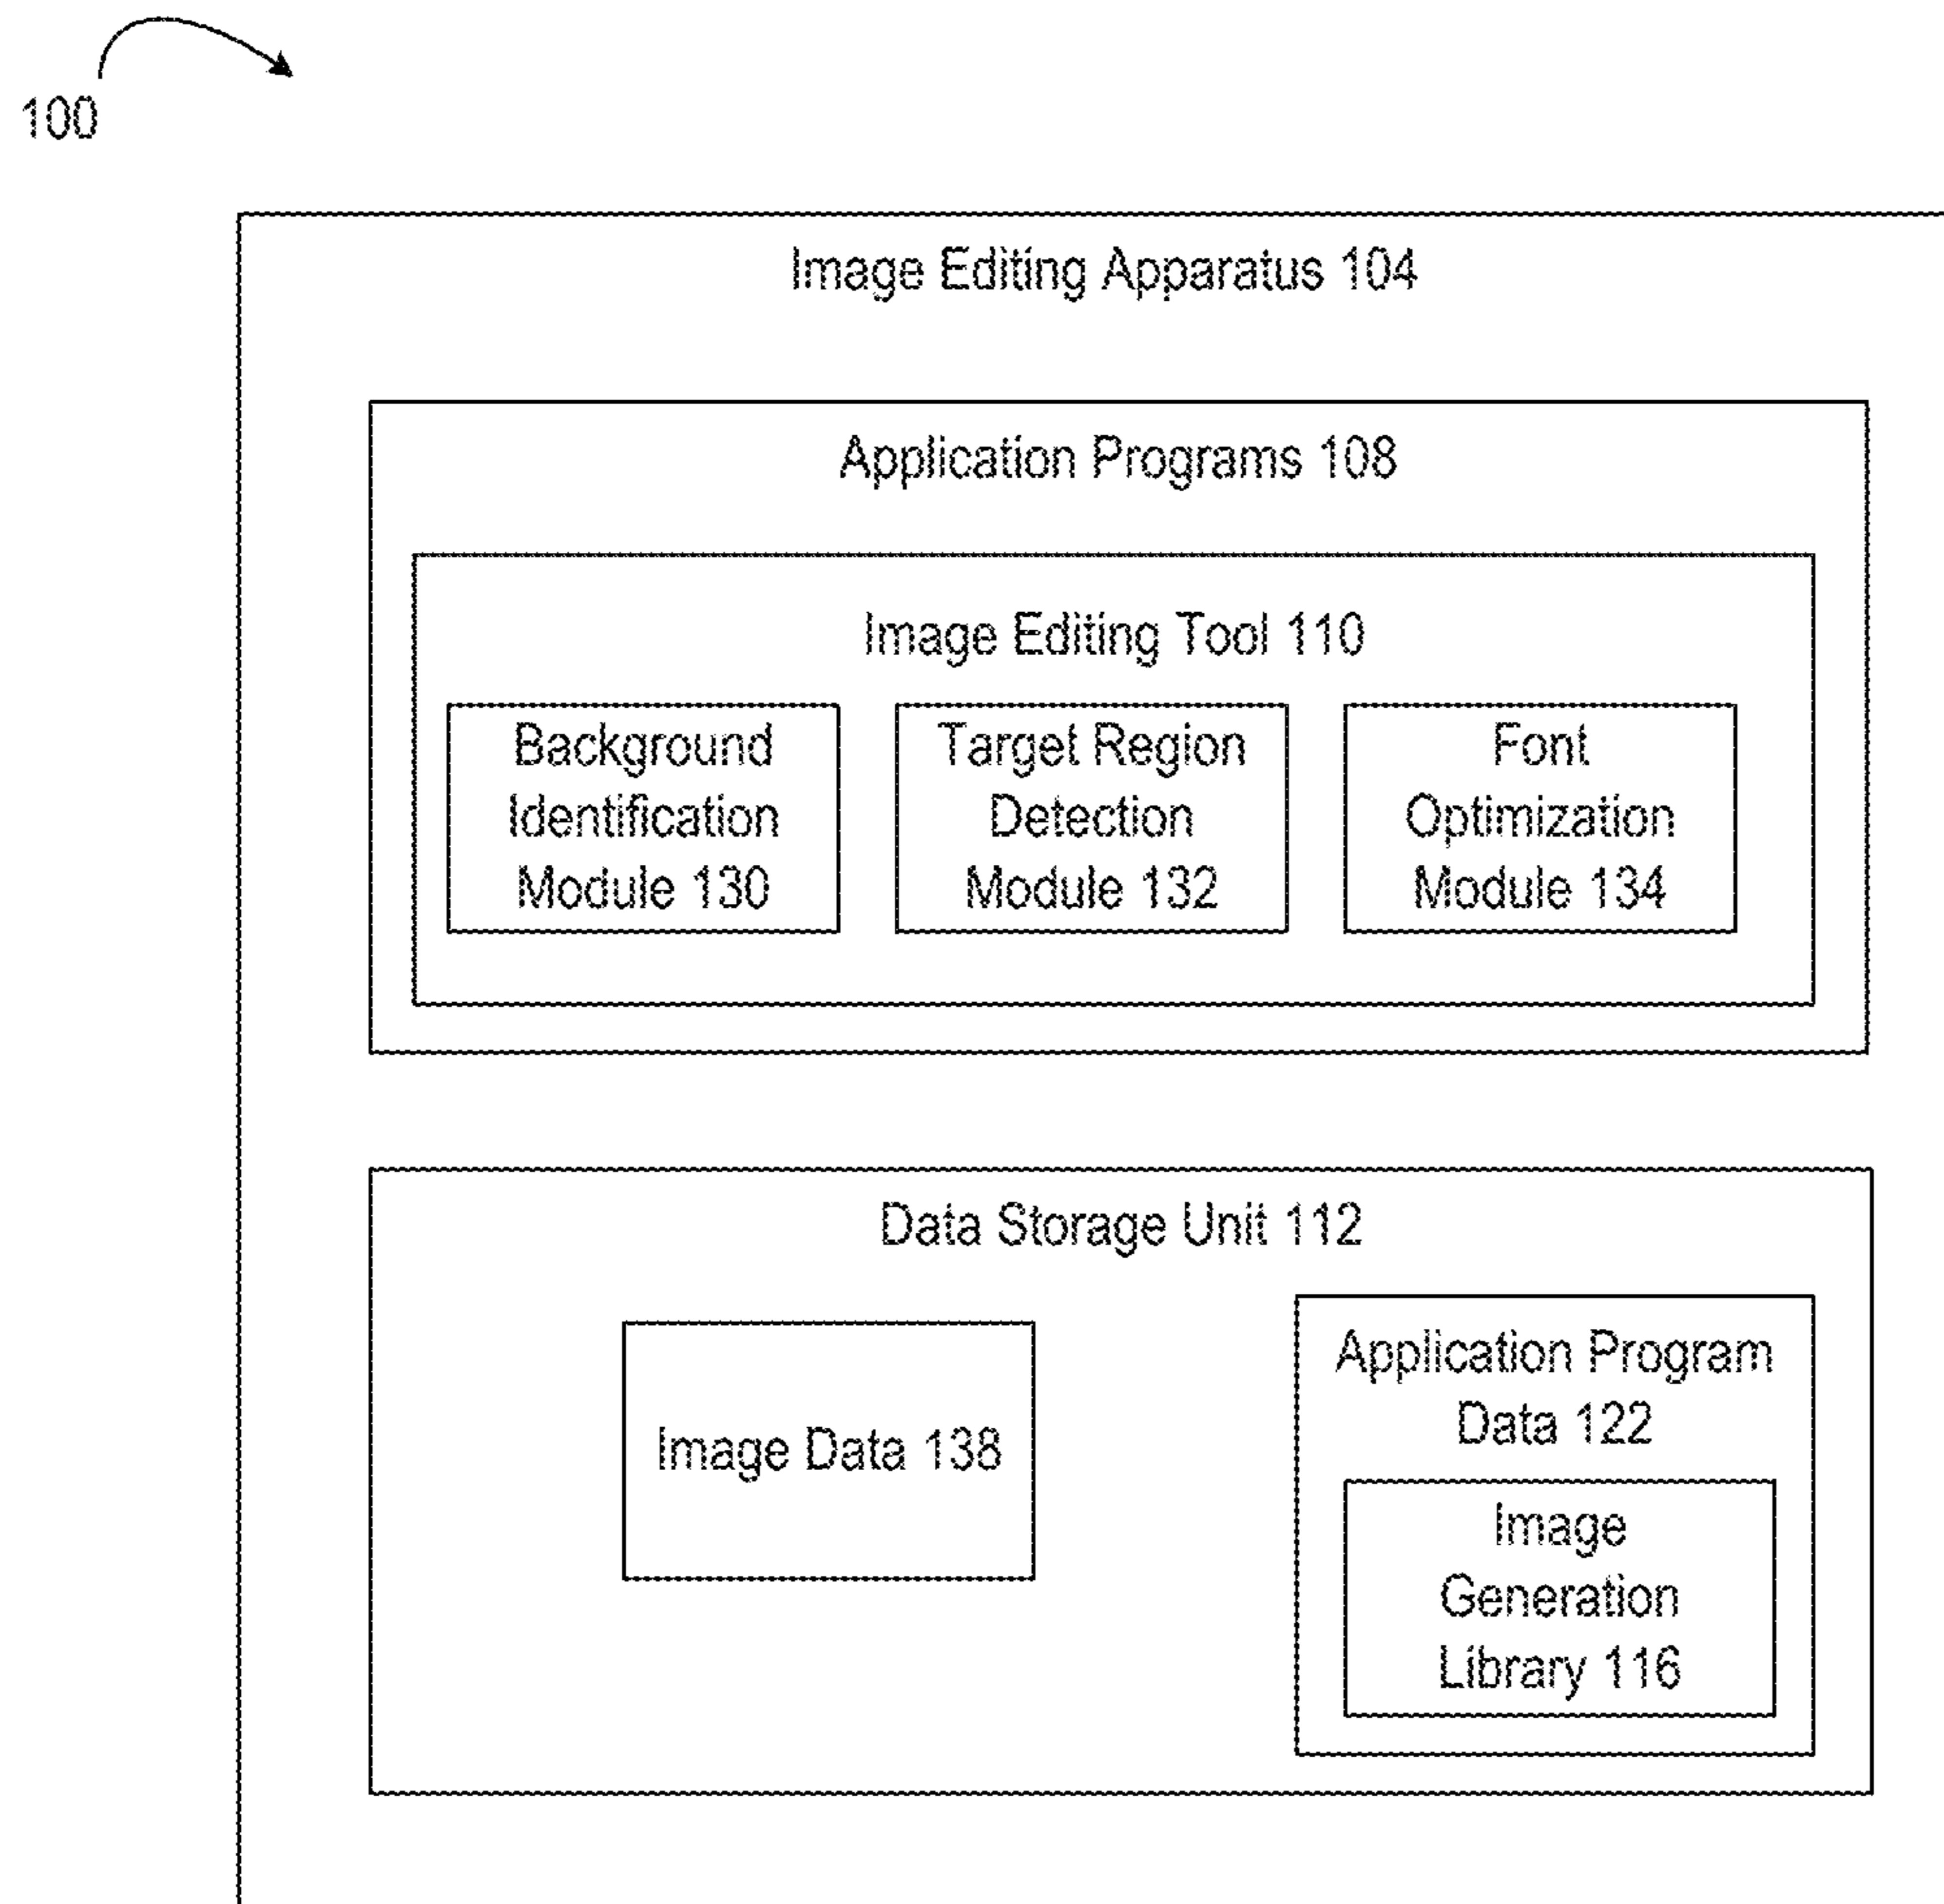 100
Image Editing Apparatus 104
Application Programs 108
Image Editing Tool 110
Background
Identification
Module 130
Target Region
Detection
Module 132
Font
Optimization
Module 134
Data Storage Unit 112
Image Data 138
Application Program
Data 122
Image
Generation
Library 116